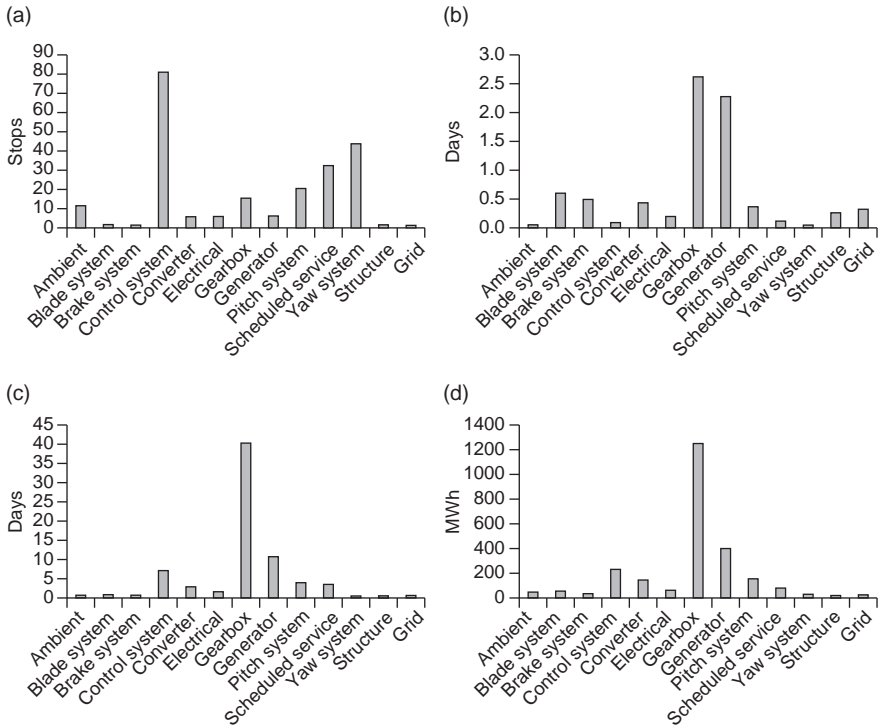 (a)
90
80
70
60
50
40
30
20
10
0
Stops
Ambient
Blade system
Brake system
Control system
Converter
Electrical
Gearbox
Generator
Pitch system
Scheduled service
Yaw system
Structure
Grid
(b)
3.0
2.5
2.0
1.5
1.0
0.5
0.0
Days
Ambient
Blade system
Brake system
Control system
Converter
Electrical
Gearbox
Generator
Pitch system
Scheduled service
Yaw system
Structure
Grid
(c)
45
40
35
30
25
20
15
10
5
0
Days
Ambient
Blade system
Brake system
Control system
Converter
Electrical
Gearbox
Generator
Pitch system
Scheduled service
Yaw system
Structure
Grid
(d)
1400
1200
1000
800
600
400
200
0
MWh
Ambient
Blade system
Brake system
Control system
Converter
Electrical
Gearbox
Generator
Pitch system
Scheduled service
Yaw system
Structure
Grid